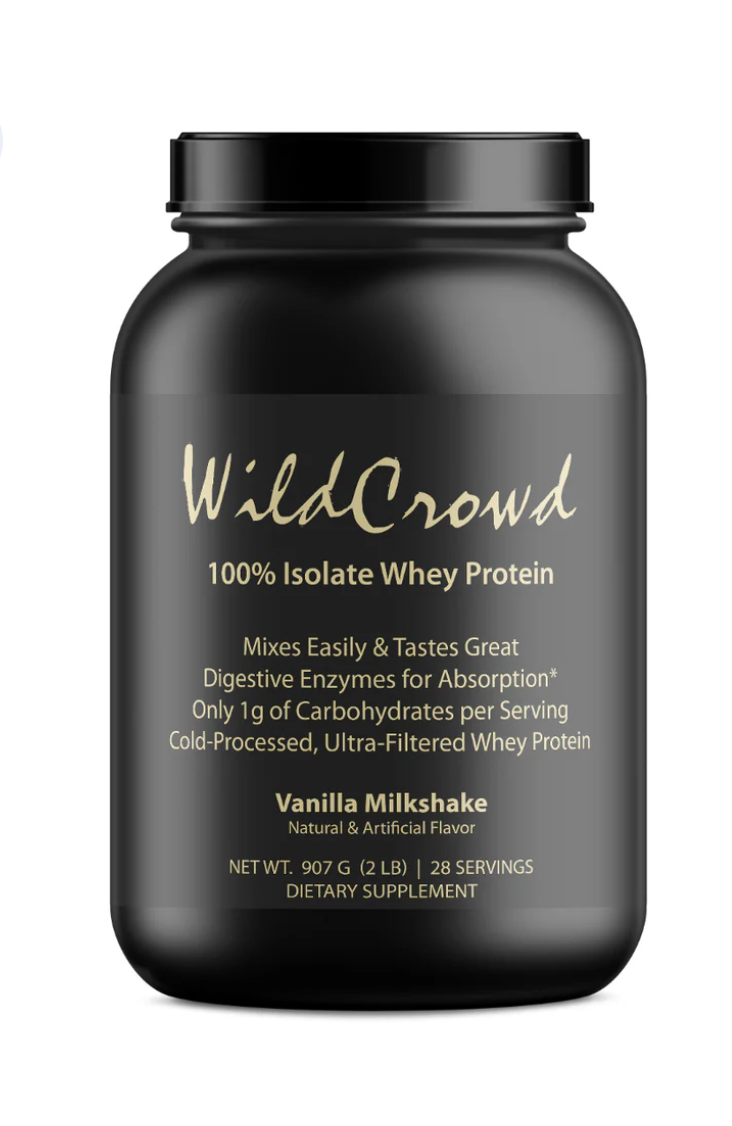 WildCrowd
100% Isolate Whey Protein
Mixes Easily & Tastes Great
Digestive Enzymes for Absorption*
Only 1g of Carbohydrates per Serving
Cold-Processed, Ultra-Filtered Whey Protein
Vanilla Milkshake
Natural & Artificial Flavor
NET WT. 907 G (2 LB) | 28 SERVINGS
DIETARY SUPPLEMENT